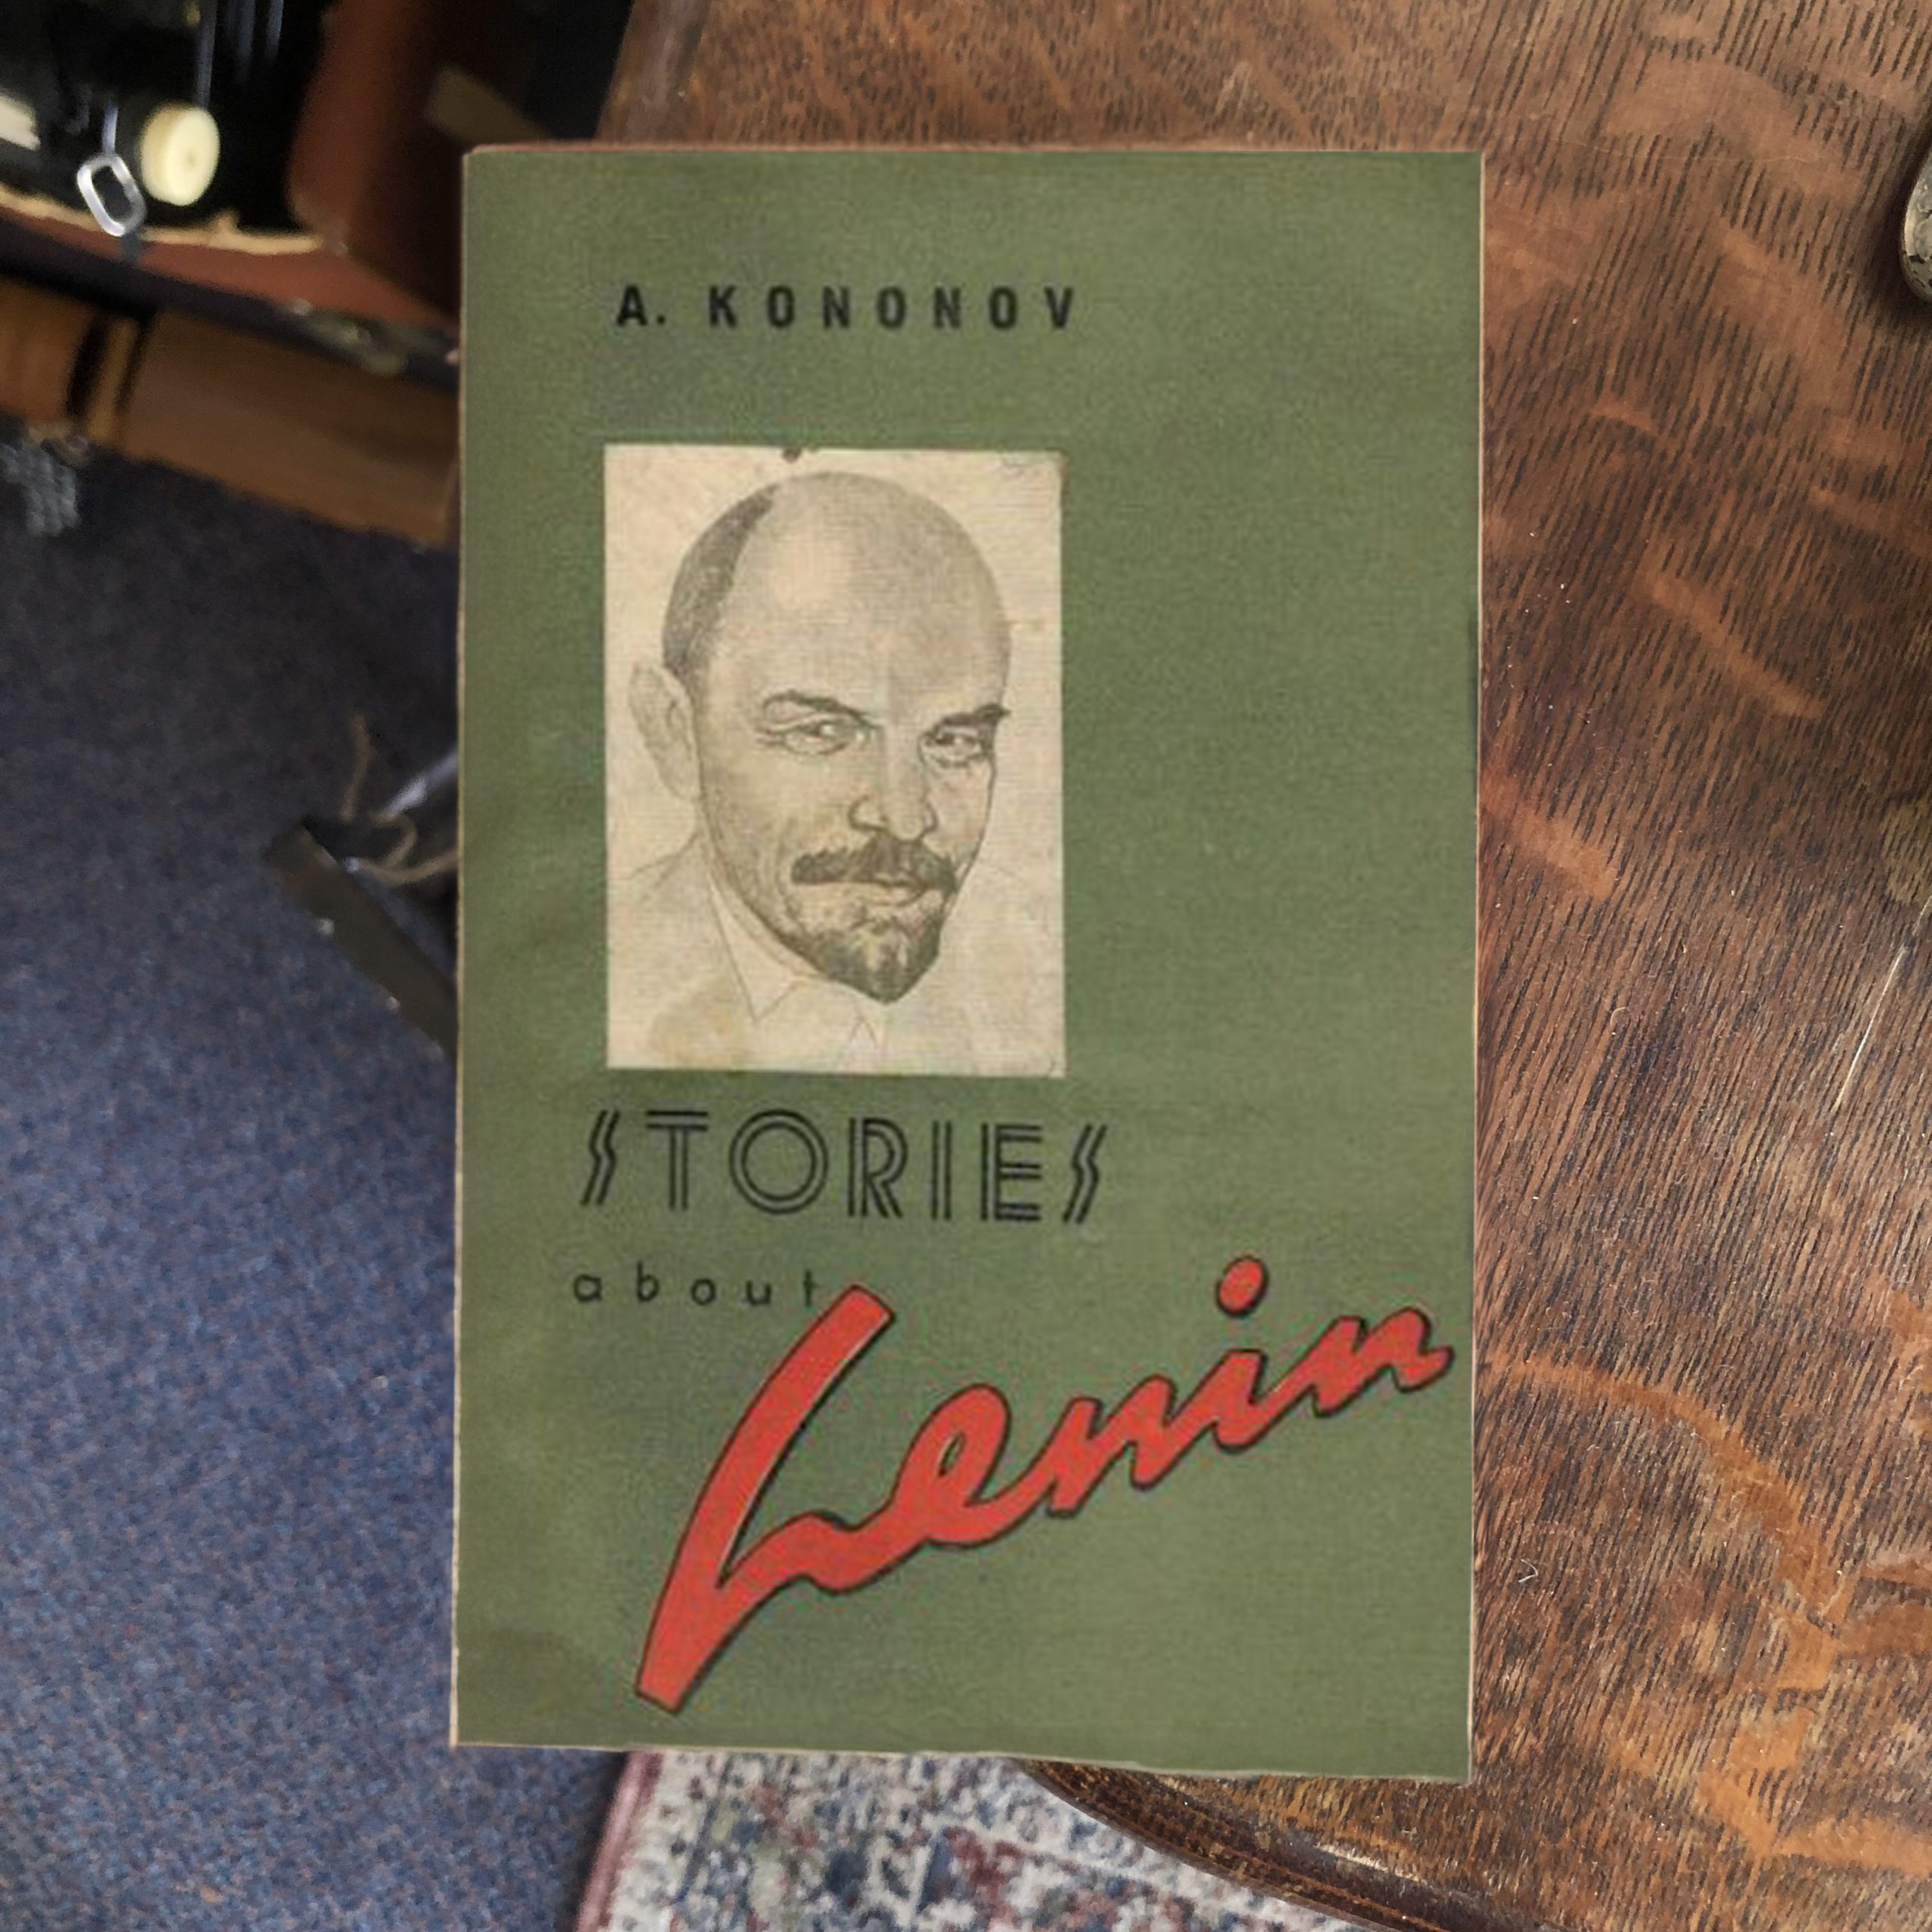 A. KONONOV
STORIES
about
Lenin